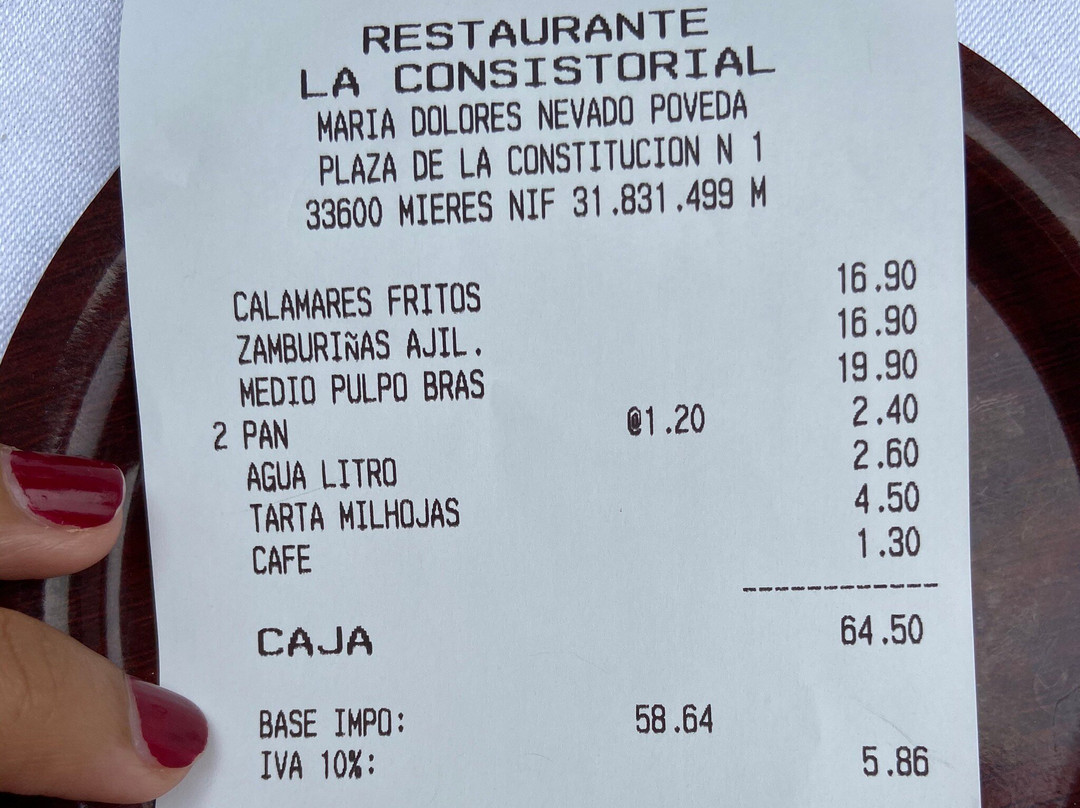 RESTAURANTE
LA CONSISTORIAL
MARIA DOLORES NEVADO POVEDA
PLAZA DE LA CONSTITUCION N 1
33600 MIERES NIF 31.831.499 M
CALAMARES FRITOS 16.90
ZAMBURIÑAS AJIL. 16.90
MEDIO PULPO BRAS 19.90
2 PAN @1.20 2.40
AGUA LITRO 2.60
TARTA MILHOJAS 4.50
CAFE 1.30
------------
CAJA 64.50
BASE IMPO: 58.64
IVA 10%: 5.86